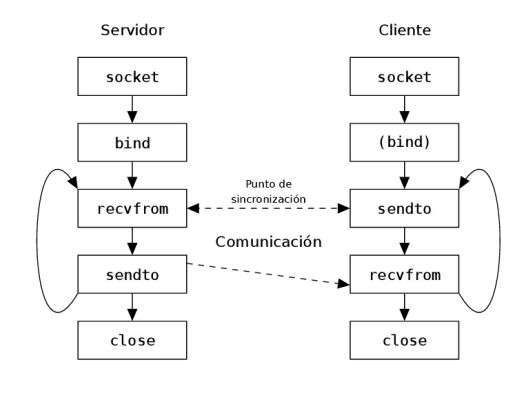 Servidor
Cliente
socket
socket
bind
(bind)
Punto de
sincronización
recvfrom
sendto
Comunicación
sendto
recvfrom
close
close